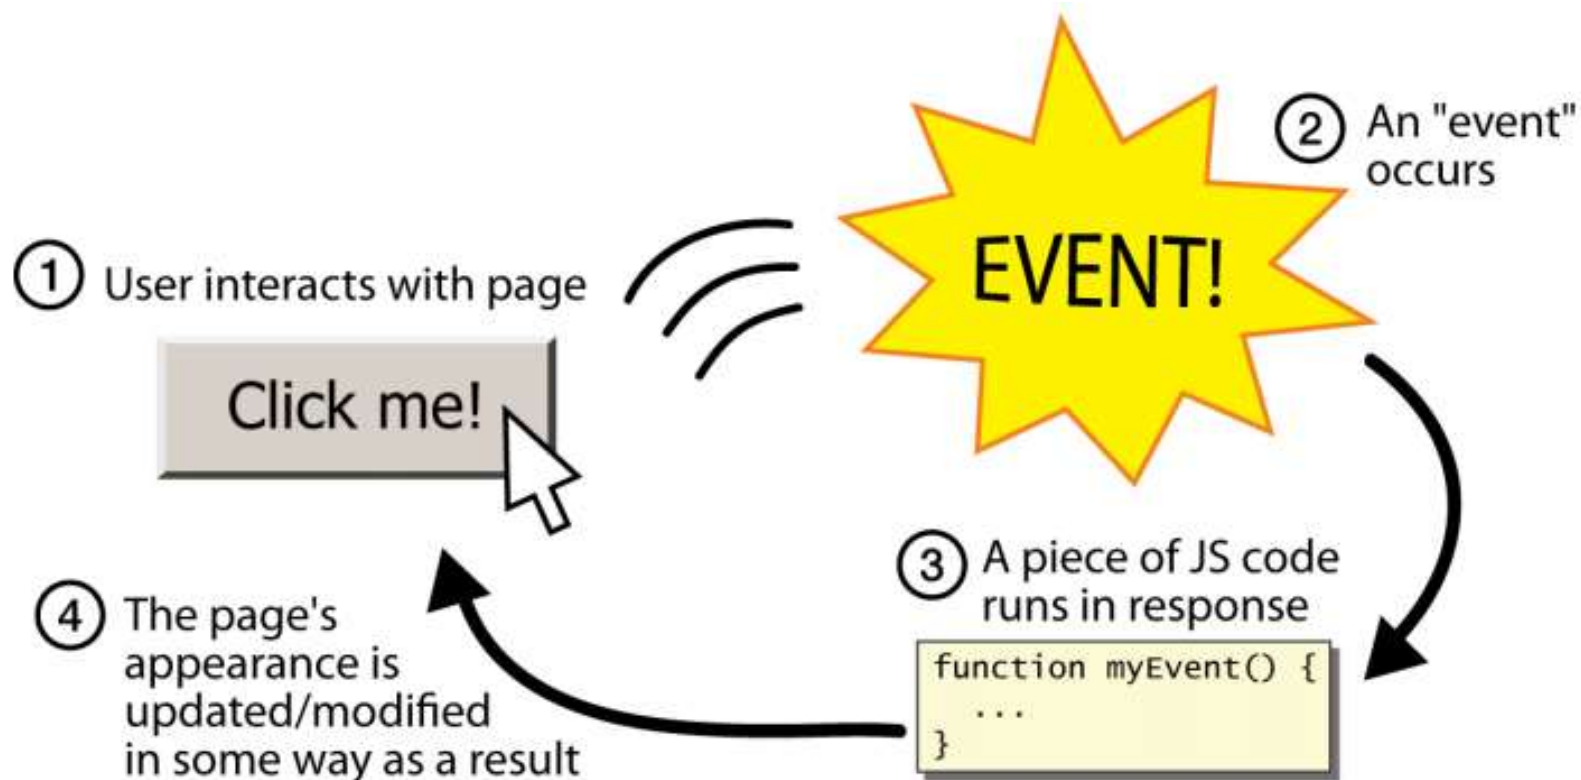 1 User interacts with page
Click me!
2 An "event"
occurs
EVENT!
3 A piece of JS code
runs in response
function myEvent() {
...
}
4 The page's
appearance is
updated/modified
in some way as a result